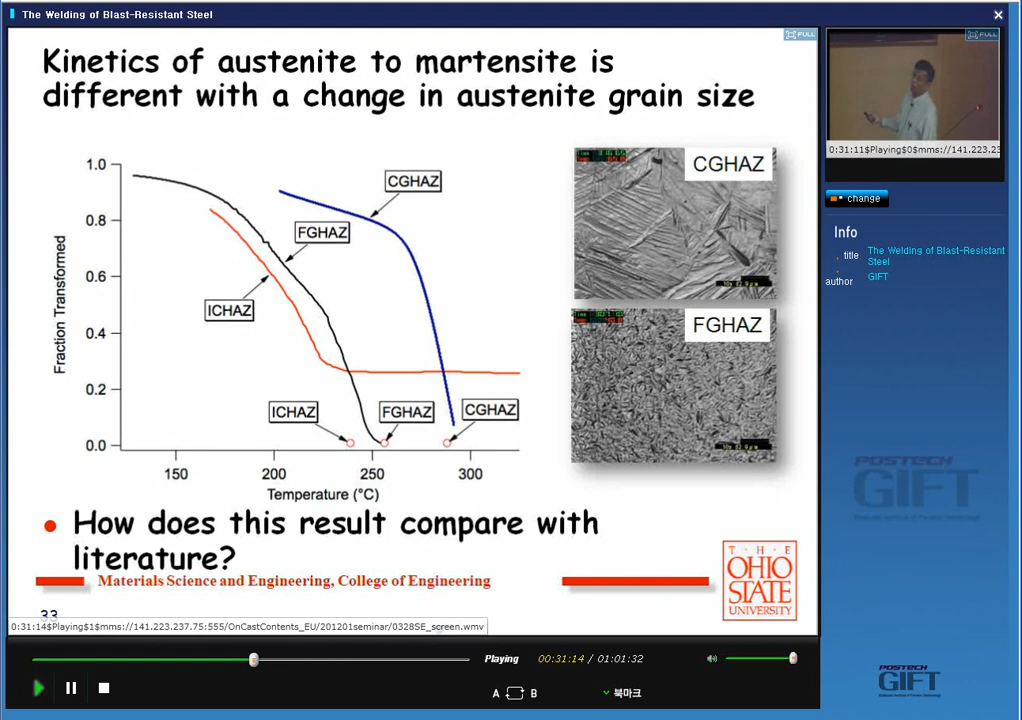 The Welding of Blast-Resistant Steel
FULL
Kinetics of austenite to martensite is
different with a change in austenite grain size
1.0
0.8
0.6
0.4
0.2
0.0
Fraction Transformed
CGHAZ
FGHAZ
ICHAZ
ICHAZ
FGHAZ
CGHAZ
150
200
250
300
Temperature (°C)
CGHAZ
FGHAZ
How does this result compare with
literature?
Materials Science and Engineering, College of Engineering
T · H · E
OHIO
STATE
UNIVERSITY
33
0:31:14$Playing$1$mms://141.223.237.75:555/OnCastContents_EU/201201seminar/0328SE_screen.wmv
Playing
00:31:14 / 01:01:32
A B
북마크
FULL
0:31:11$Playing$0$mms://141.223.23
change
Info
title
The Welding of Blast-Resistant
Steel
author
GIFT
POSTECH
GIFT
POSTECH
GIFT